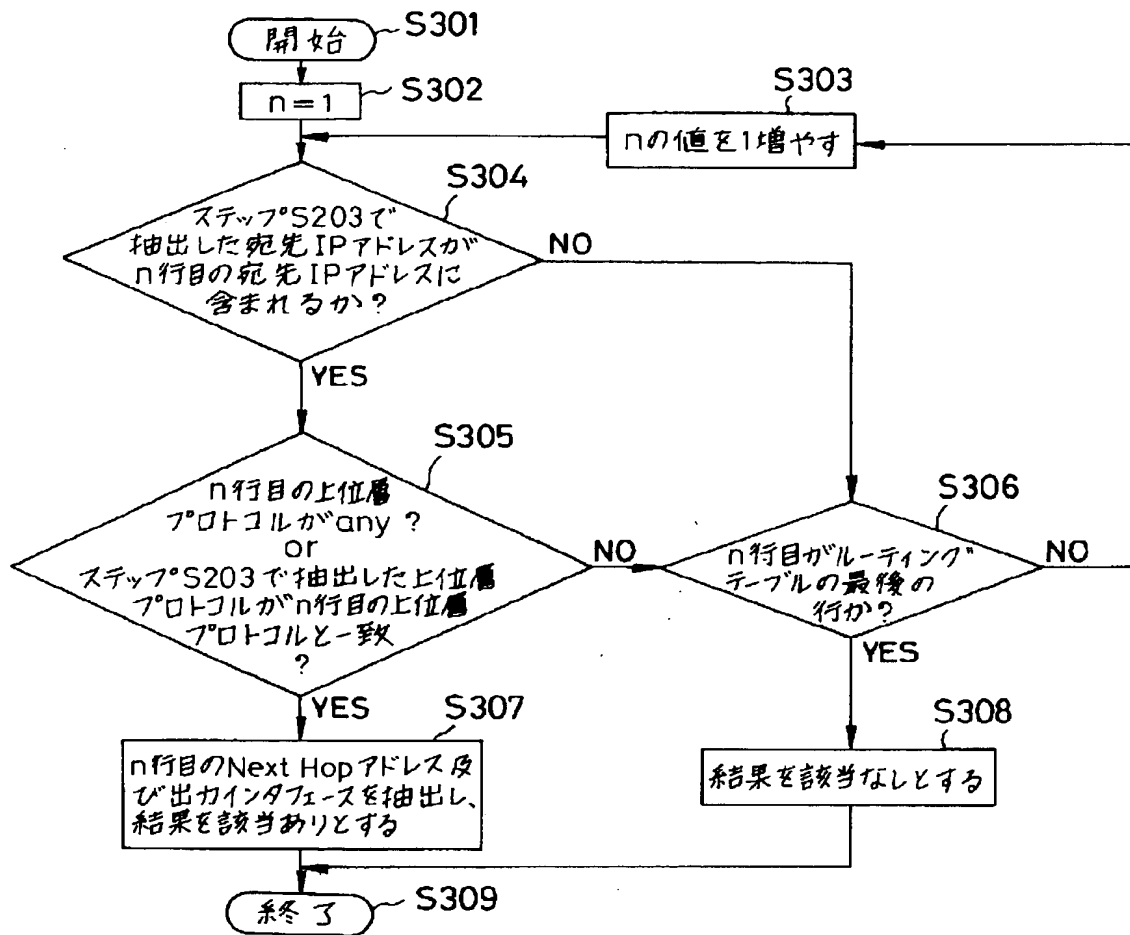 開始
S301
n=1
S302
S303
nの値を1増やす
S304
ステップS203で
抽出した宛先IPアドレスが
n行目の宛先IPアドレスに
含まれるか?
NO
YES
S305
n行目の上位層
プロトコルがany?
or
ステップS203で抽出した上位層
プロトコルがn行目の上位層
プロトコルと一致
?
NO
YES
S306
n行目がルーティング
テーブルの最後の
行か?
NO
YES
S307
n行目のNext Hopアドレス及
び出力インタフェースを抽出し、
結果を該当ありとする
S308
結果を該当なしとする
終了
S309